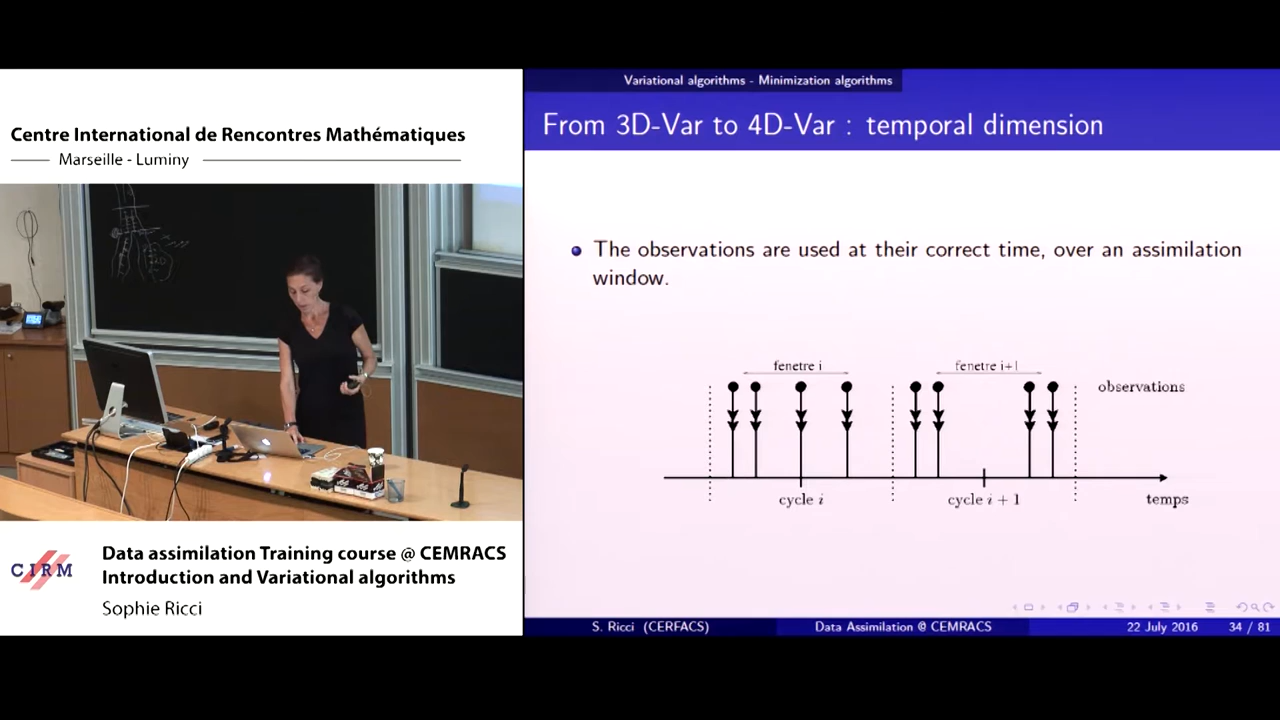 Centre International de Rencontres Mathématiques
Marseille - Luminy
CIRM
Data assimilation Training course @ CEMRACS
Introduction and Variational algorithms
Sophie Ricci
Variational algorithms - Minimization algorithms
From 3D-Var to 4D-Var : temporal dimension
The observations are used at their correct time, over an assimilation
window.
fenetre i
fenetre i+1
observations
cycle i
cycle i + 1
temps
S. Ricci (CERFACS)
Data Assimilation @ CEMRACS
22 July 2016
34 / 81